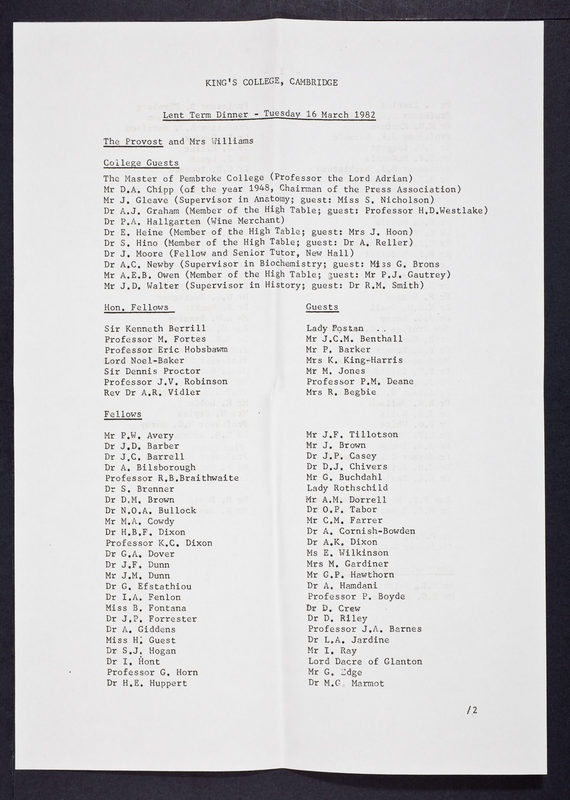 KING'S COLLEGE, CAMBRIDGE
Lent Term Dinner - Tuesday 16 March 1982
The Provost and Mrs Williams
College Guests
The Master of Pembroke College (Professor the Lord Adrian)
Mr D.A. Chipp (of the year 1948, Chairman of the Press Association)
Mr J. Gleave (Supervisor in Anatomy; guest: Miss S. Nicholson)
Dr A.J. Graham (Member of the High Table; guest: Professor H.D.Westlake)
Dr P.A. Hallgarten (Wine Merchant)
Dr E. Heine (Member of the High Table; guest: Mrs J. Hoon)
Dr S. Hino (Member of the High Table; guest: Dr A. Reller)
Dr J. Moore (Fellow and Senior Tutor, New Hall)
Dr A.C. Newby (Supervisor in Biochemistry; guest: Miss G. Brons
Mr A.E.B. Owen (Member of the High Table; guest: Mr P.J. Gautrey)
Mr J.D. Walter (Supervisor in History; guest: Dr R.M. Smith)
Hon. Fellows Guests
Sir Kenneth Berrill Lady Postan
Professor M. Fortes Mr J.C.M. Benthall
Professor Eric Hobsbawm Mr P. Barker
Lord Noel-Baker Mrs K. King-Harris
Sir Dennis Proctor Mr M. Jones
Professor J.V. Robinson Professor P.M. Deane
Rev Dr A.R. Vidler Mrs R. Begbie
Fellows
Mr P.W. Avery Mr J.F. Tillotson
Dr J.D. Barber Mr J. Brown
Dr J.C. Barrell Dr J.P. Casey
Dr A. Bilsborough Dr D.J. Chivers
Professor R.B.Braithwaite Mr G. Buchdahl
Dr S. Brenner Lady Rothschild
Dr D.M. Brown Mr A.M. Dorrell
Dr N.O.A. Bullock Dr O.P. Tabor
Mr M.A. Cowdy Mr C.M. Farrer
Dr H.B.F. Dixon Dr A. Cornish-Bowden
Professor K.C. Dixon Dr A.K. Dixon
Dr G.A. Dover Ms E. Wilkinson
Dr J.F. Dunn Mrs M. Gardiner
Mr J.M. Dunn Mr G.P. Hawthorn
Dr G. Efstathiou Dr A. Hamdani
Dr I.A. Fenlon Professor P. Boyde
Miss B. Fontana Dr D. Crew
Dr J.P. Forrester Dr D. Riley
Dr A. Giddens Professor J.A. Barnes
Miss H. Guest Dr L.A. Jardine
Dr S.J. Hogan Mr I. Ray
Dr I. Hont Lord Dacre of Glanton
Professor G. Horn Mr G. Edge
Dr H.E. Huppert Dr M.G. Marmot
/2